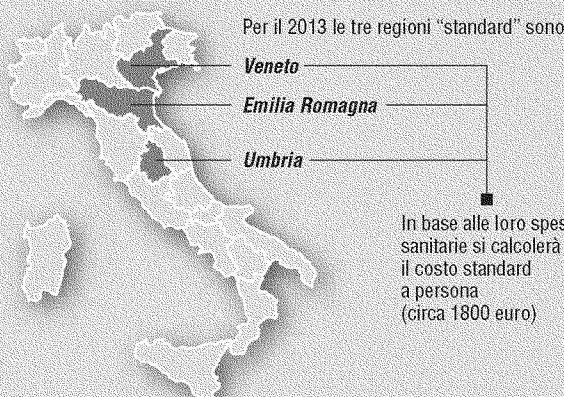 Per il 2013 le tre regioni “standard” sono
Veneto
Emilia Romagna
Umbria
In base alle loro spes
sanitarie si calcolerà
il costo standard
a persona
(circa 1800 euro)